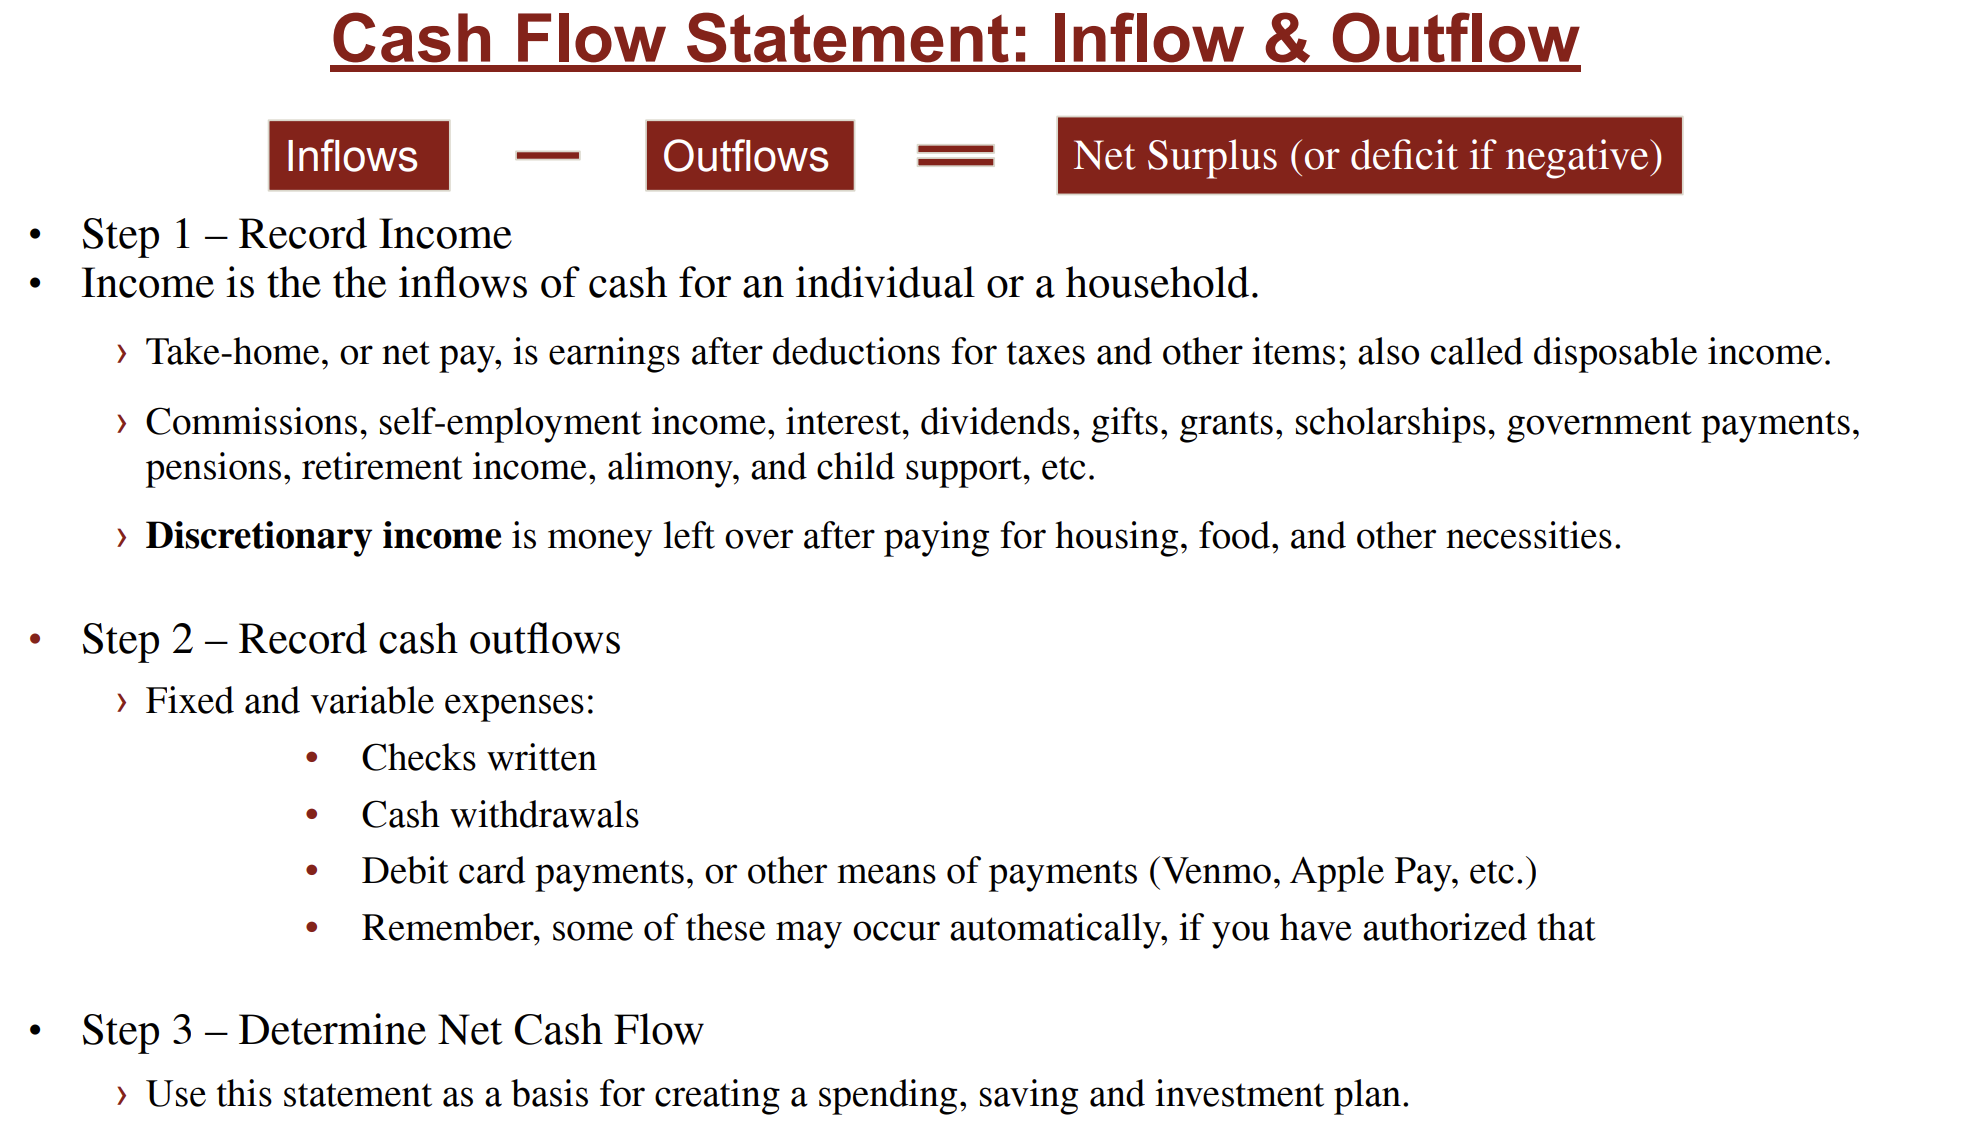 Cash Flow Statement: Inflow & Outflow
Inflows — Outflows = Net Surplus (or deficit if negative)
• Step 1 – Record Income
• Income is the the inflows of cash for an individual or a household.
› Take-home, or net pay, is earnings after deductions for taxes and other items; also called disposable income.
› Commissions, self-employment income, interest, dividends, gifts, grants, scholarships, government payments,
pensions, retirement income, alimony, and child support, etc.
› Discretionary income is money left over after paying for housing, food, and other necessities.
• Step 2 – Record cash outflows
› Fixed and variable expenses:
• Checks written
• Cash withdrawals
• Debit card payments, or other means of payments (Venmo, Apple Pay, etc.)
• Remember, some of these may occur automatically, if you have authorized that
• Step 3 – Determine Net Cash Flow
› Use this statement as a basis for creating a spending, saving and investment plan.